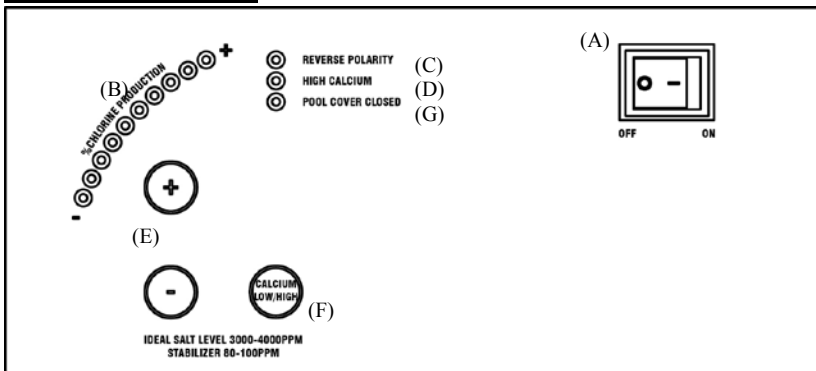 +
REVERSE POLARITY (C)
HIGH CALCIUM (D)
POOL COVER CLOSED (G)
(A)
OFF ON
(B)
% CHLORINE PRODUCTION
-
+
(E)
-
CALCIUM
LOW/HIGH
(F)
IDEAL SALT LEVEL 3000-4000PPM
STABILIZER 80-100PPM